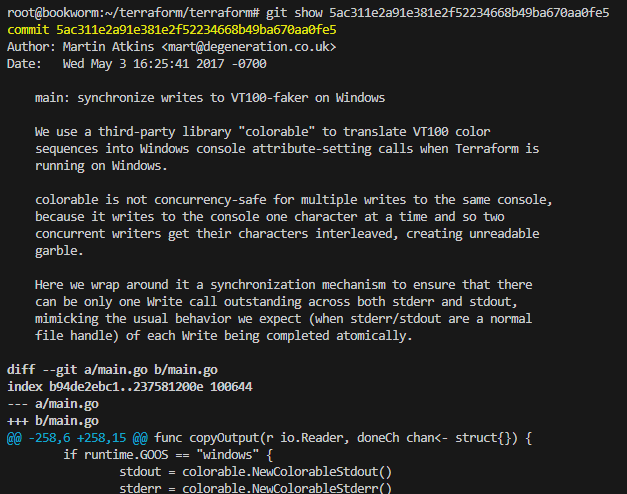 root@bookworm:~/terraform/terraform# git show 5ac311e2a91e381e2f52234668b49ba670aa0fe5
commit 5ac311e2a91e381e2f52234668b49ba670aa0fe5
Author: Martin Atkins <mart@degeneration.co.uk>
Date:   Wed May 3 16:25:41 2017 -0700

    main: synchronize writes to VT100-faker on Windows

    We use a third-party library "colorable" to translate VT100 color
    sequences into Windows console attribute-setting calls when Terraform is
    running on Windows.

    colorable is not concurrency-safe for multiple writes to the same console,
    because it writes to the console one character at a time and so two
    concurrent writers get their characters interleaved, creating unreadable
    garble.

    Here we wrap around it a synchronization mechanism to ensure that there
    can be only one Write call outstanding across both stderr and stdout,
    mimicking the usual behavior we expect (when stderr/stdout are a normal
    file handle) of each Write being completed atomically.

diff --git a/main.go b/main.go
index b94de2ebc1..237581200e 100644
--- a/main.go
+++ b/main.go
@@ -258,6 +258,15 @@ func copyOutput(r io.Reader, doneCh chan<- struct{}) {
        if runtime.GOOS == "windows" {
                stdout = colorable.NewColorableStdout()
                stderr = colorable.NewColorableStderr()